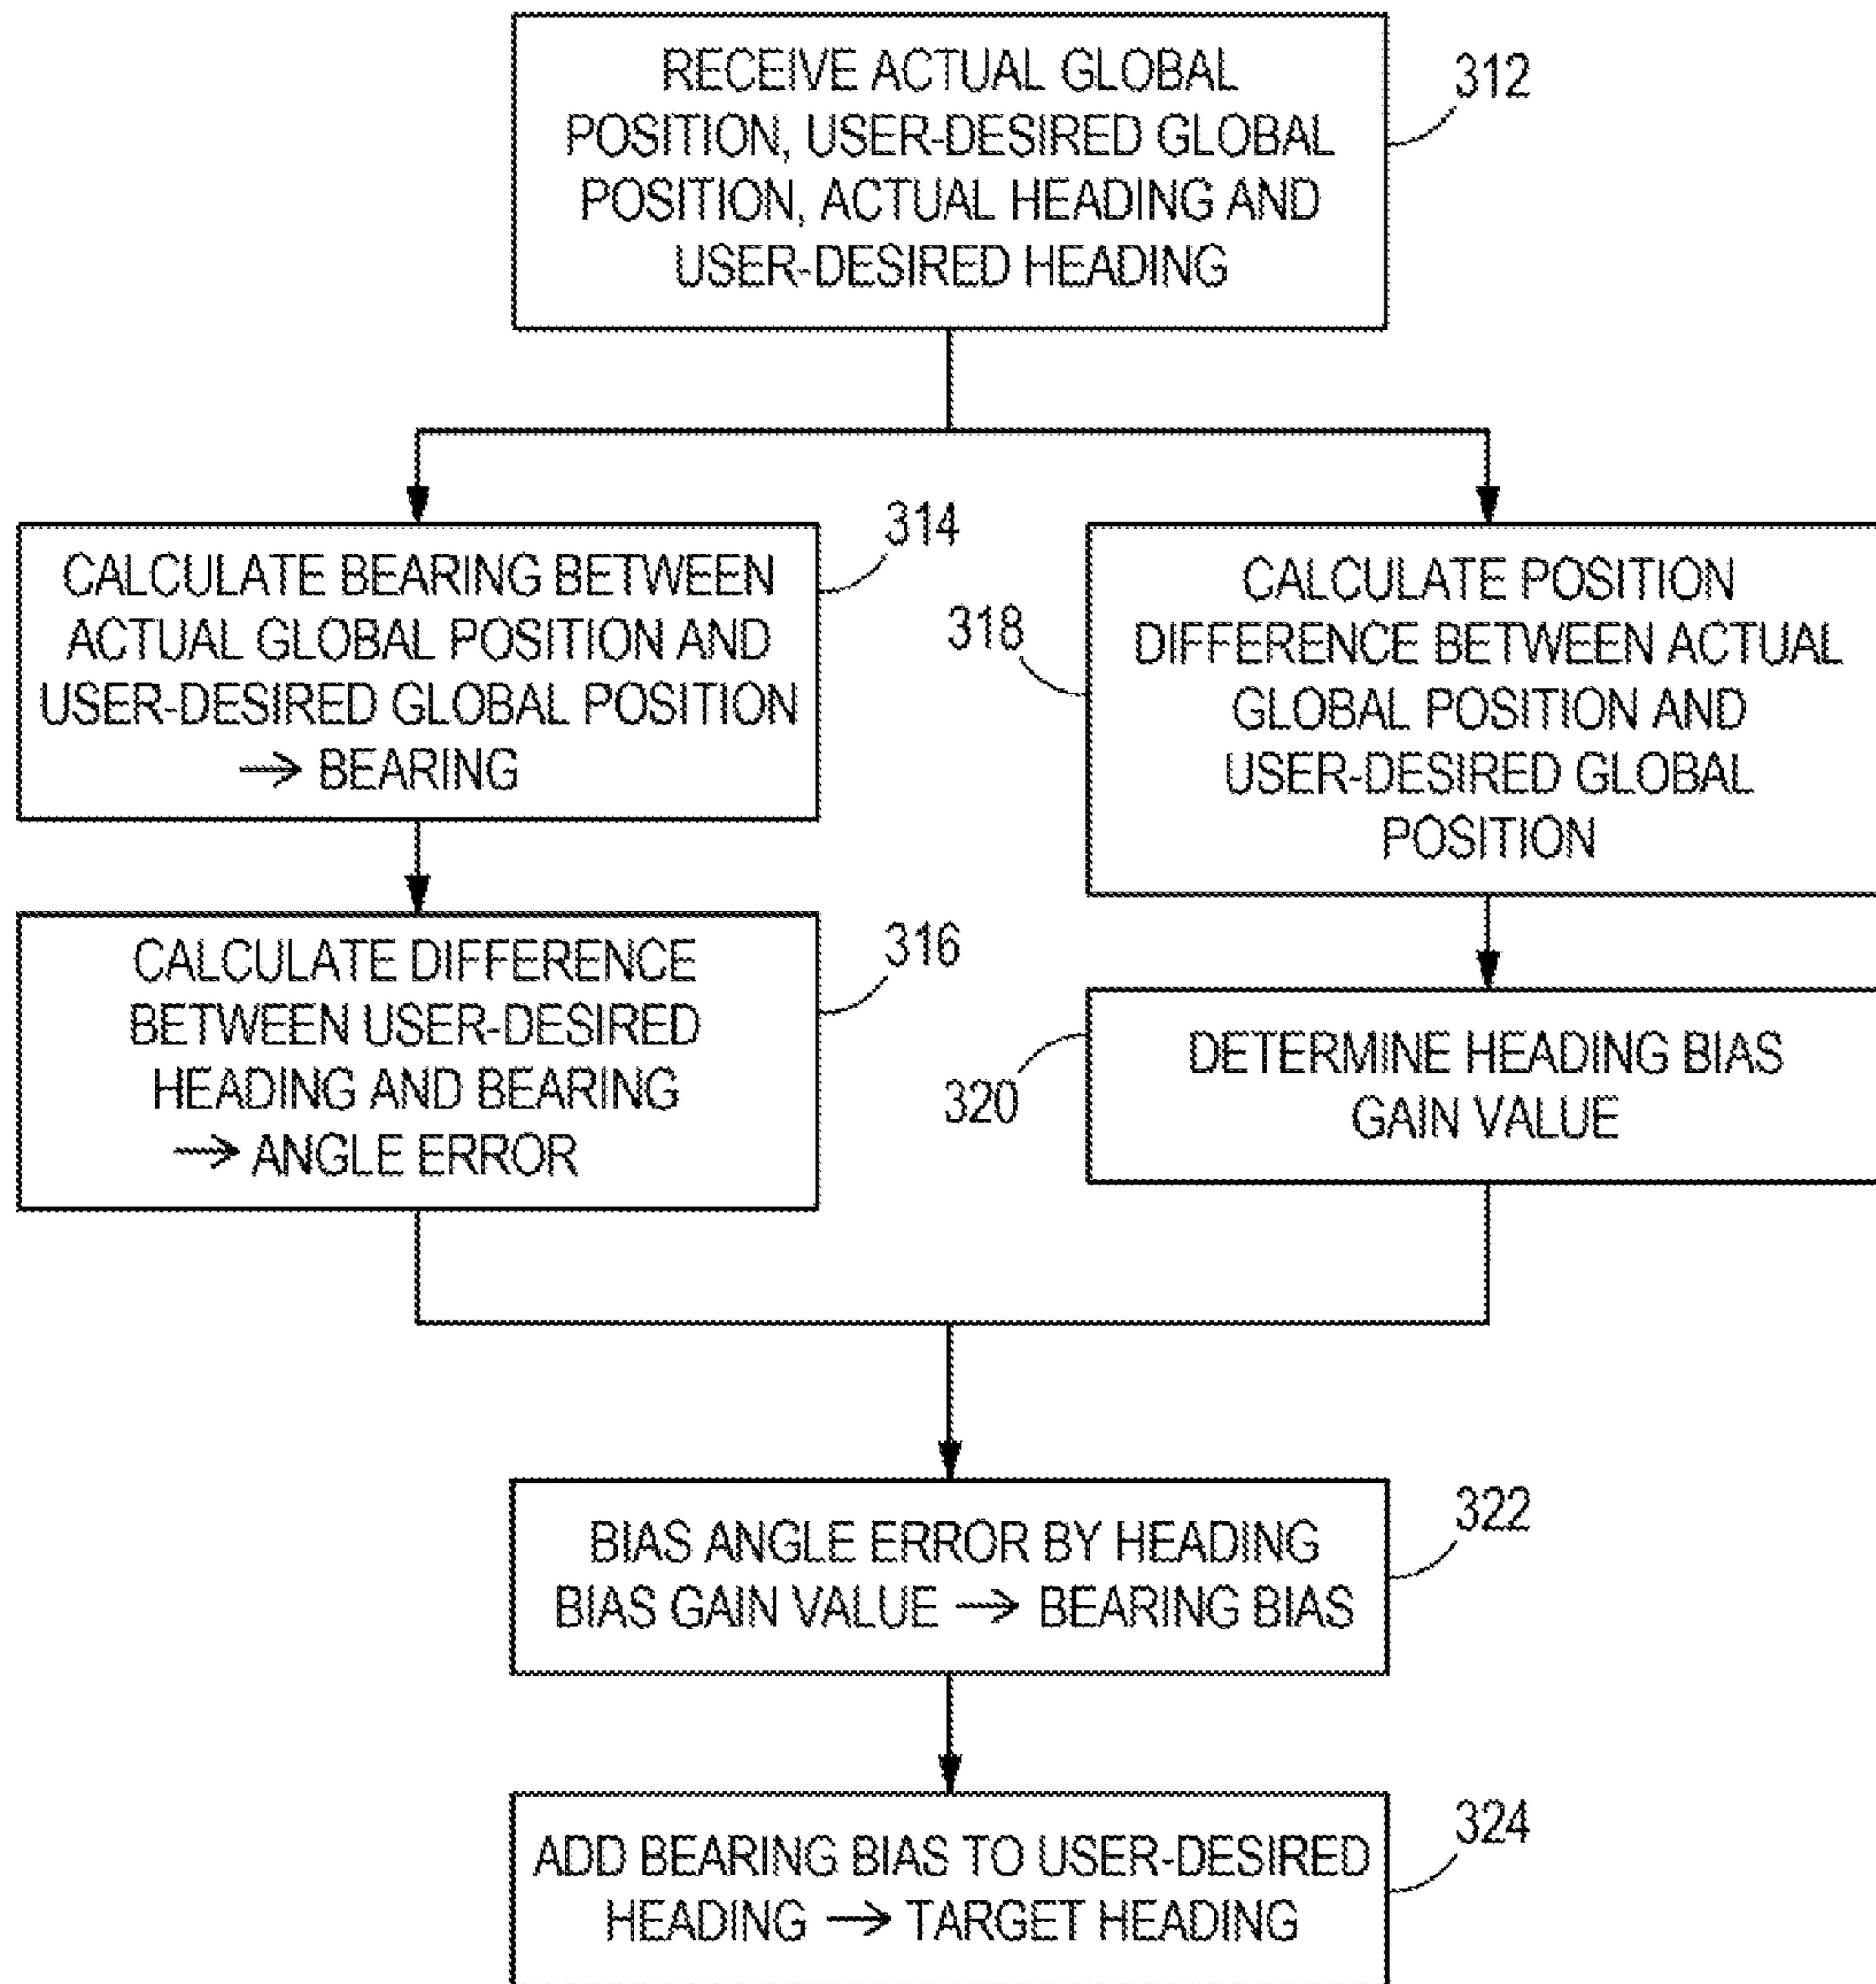 RECEIVE ACTUAL GLOBAL
POSITION, USER-DESIRED GLOBAL
POSITION, ACTUAL HEADING AND
USER-DESIRED HEADING
312
CALCULATE BEARING BETWEEN
ACTUAL GLOBAL POSITION AND
USER-DESIRED GLOBAL POSITION
→ BEARING
314
CALCULATE DIFFERENCE
BETWEEN USER-DESIRED
HEADING AND BEARING
→ ANGLE ERROR
316
CALCULATE POSITION
DIFFERENCE BETWEEN ACTUAL
GLOBAL POSITION AND
USER-DESIRED GLOBAL
POSITION
318
DETERMINE HEADING BIAS
GAIN VALUE
320
BIAS ANGLE ERROR BY HEADING
BIAS GAIN VALUE → BEARING BIAS
322
ADD BEARING BIAS TO USER-DESIRED
HEADING → TARGET HEADING
324